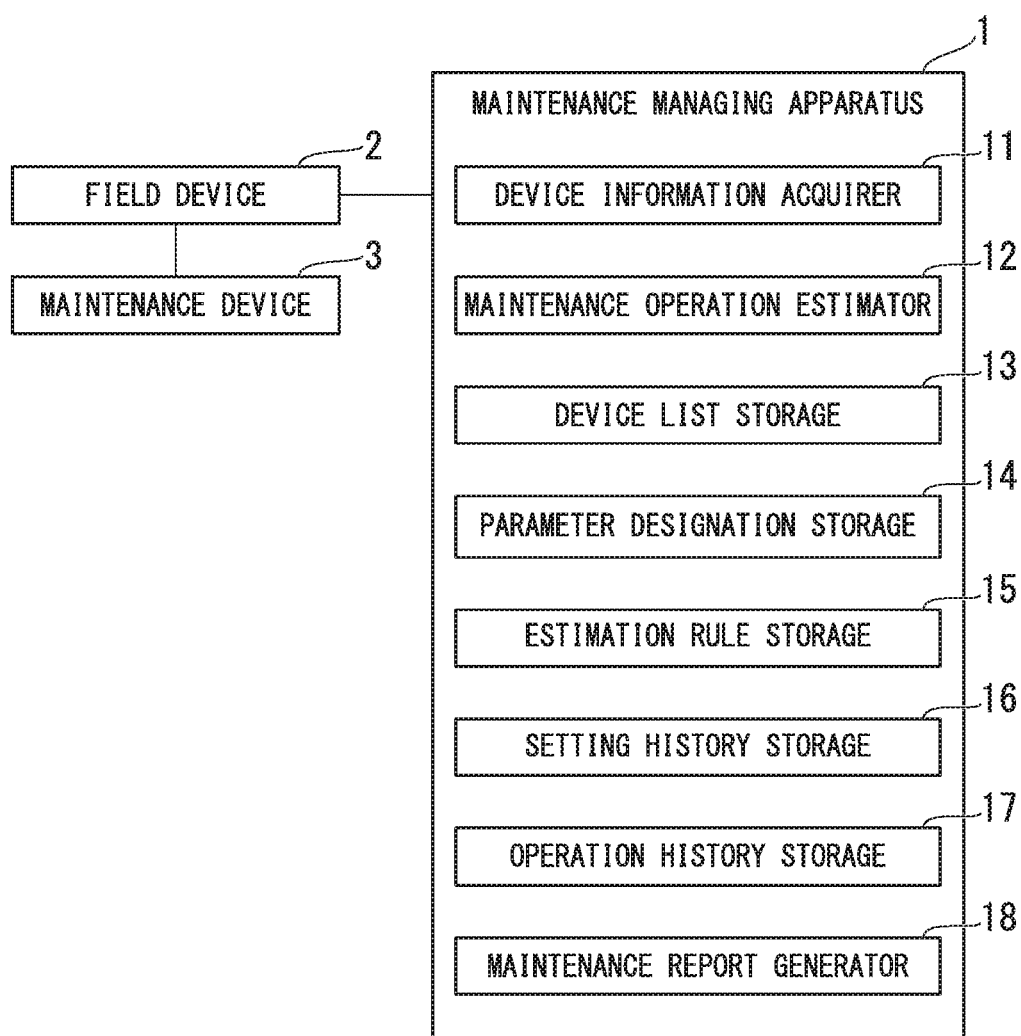 1
MAINTENANCE MANAGING APPARATUS
2
FIELD DEVICE
3
MAINTENANCE DEVICE
11
DEVICE INFORMATION ACQUIRER
12
MAINTENANCE OPERATION ESTIMATOR
13
DEVICE LIST STORAGE
14
PARAMETER DESIGNATION STORAGE
15
ESTIMATION RULE STORAGE
16
SETTING HISTORY STORAGE
17
OPERATION HISTORY STORAGE
18
MAINTENANCE REPORT GENERATOR